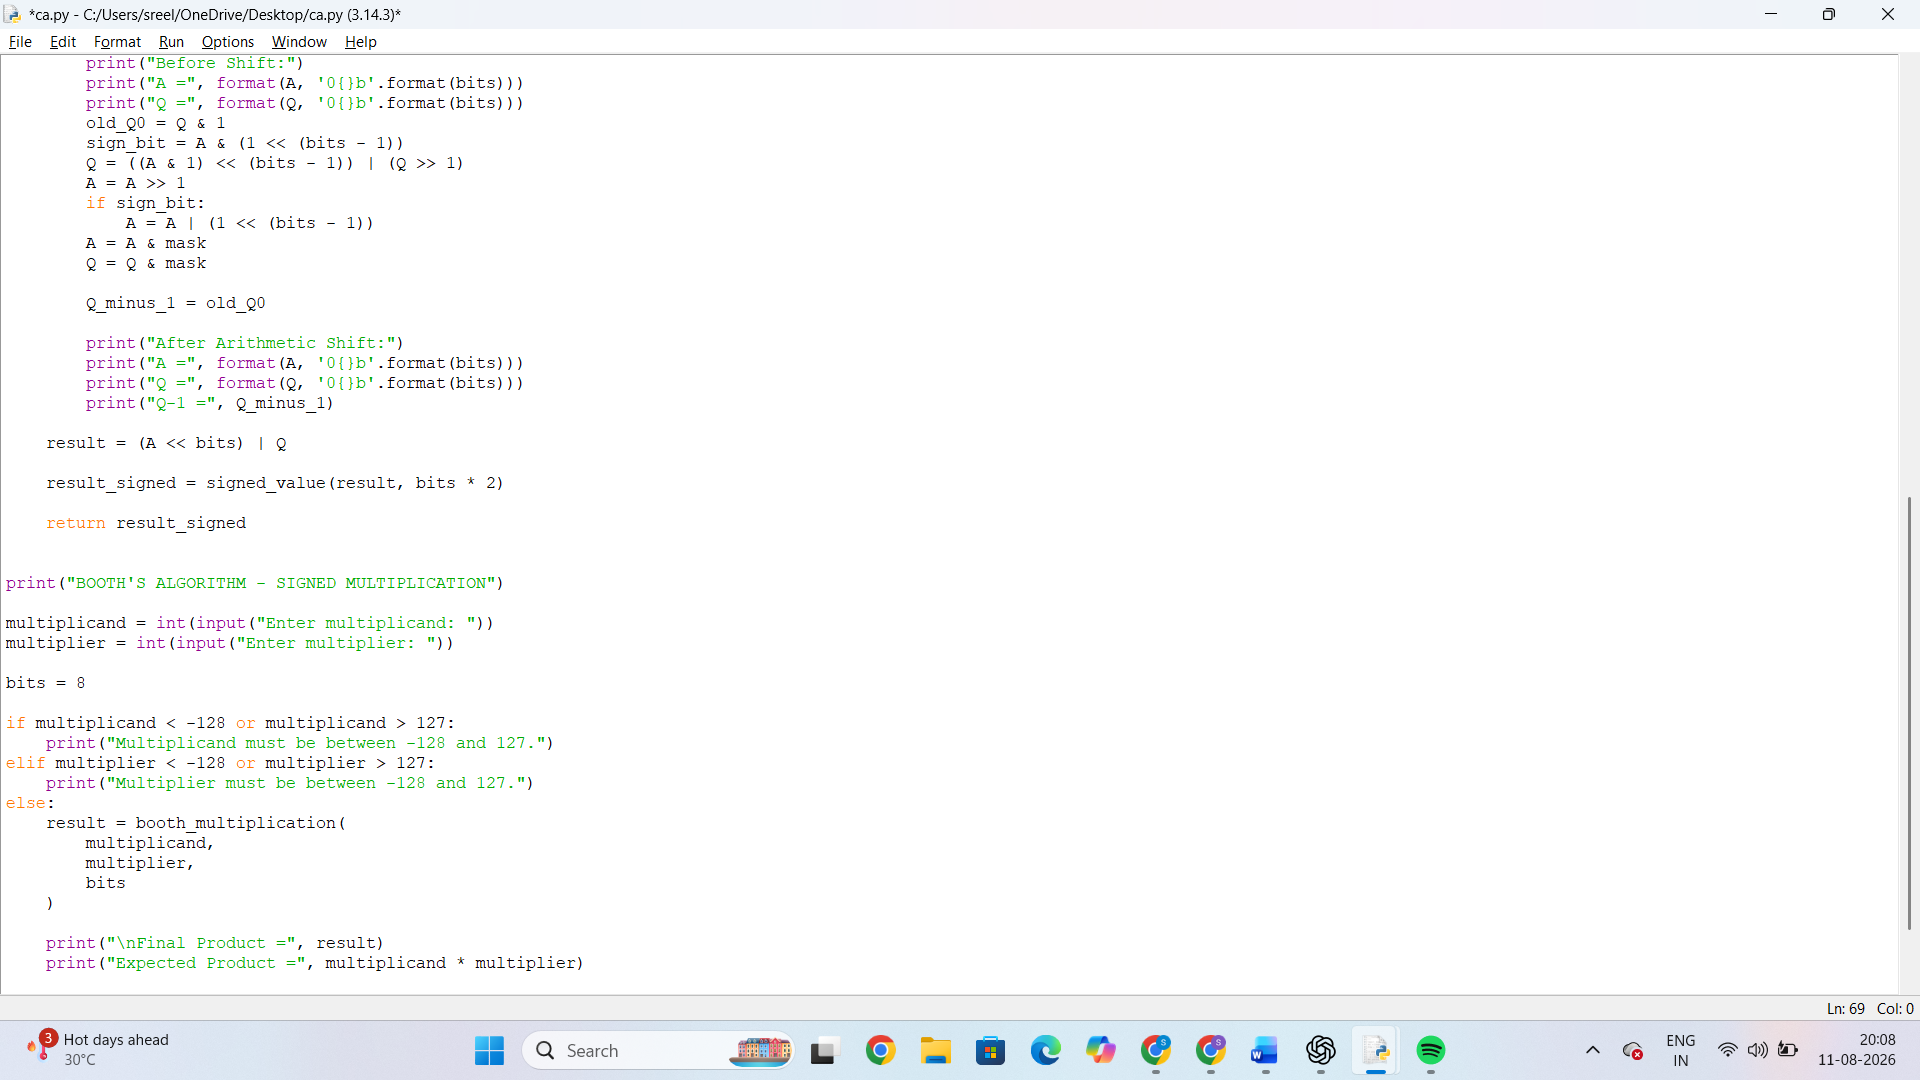 *ca.py - C:/Users/sreel/OneDrive/Desktop/ca.py (3.14.3)*
File Edit Format Run Options Window Help
        print("Before Shift:")
        print("A =", format(A, '0{}b'.format(bits)))
        print("Q =", format(Q, '0{}b'.format(bits)))
        old_Q0 = Q & 1
        sign_bit = A & (1 << (bits - 1))
        Q = ((A & 1) << (bits - 1)) | (Q >> 1)
        A = A >> 1
        if sign_bit:
            A = A | (1 << (bits - 1))
        A = A & mask
        Q = Q & mask
        Q_minus_1 = old_Q0
        print("After Arithmetic Shift:")
        print("A =", format(A, '0{}b'.format(bits)))
        print("Q =", format(Q, '0{}b'.format(bits)))
        print("Q-1 =", Q_minus_1)
    result = (A << bits) | Q
    result_signed = signed_value(result, bits * 2)
    return result_signed
print("BOOTH'S ALGORITHM - SIGNED MULTIPLICATION")
multiplicand = int(input("Enter multiplicand: "))
multiplier = int(input("Enter multiplier: "))
bits = 8
if multiplicand < -128 or multiplicand > 127:
    print("Multiplicand must be between -128 and 127.")
elif multiplier < -128 or multiplier > 127:
    print("Multiplier must be between -128 and 127.")
else:
    result = booth_multiplication(
        multiplicand,
        multiplier,
        bits
    )
    print("\nFinal Product =", result)
    print("Expected Product =", multiplicand * multiplier)
Ln: 69 Col: 0
3
Hot days ahead
30°C
Search
S
S
W
ENG
IN
20:08
11-08-2026